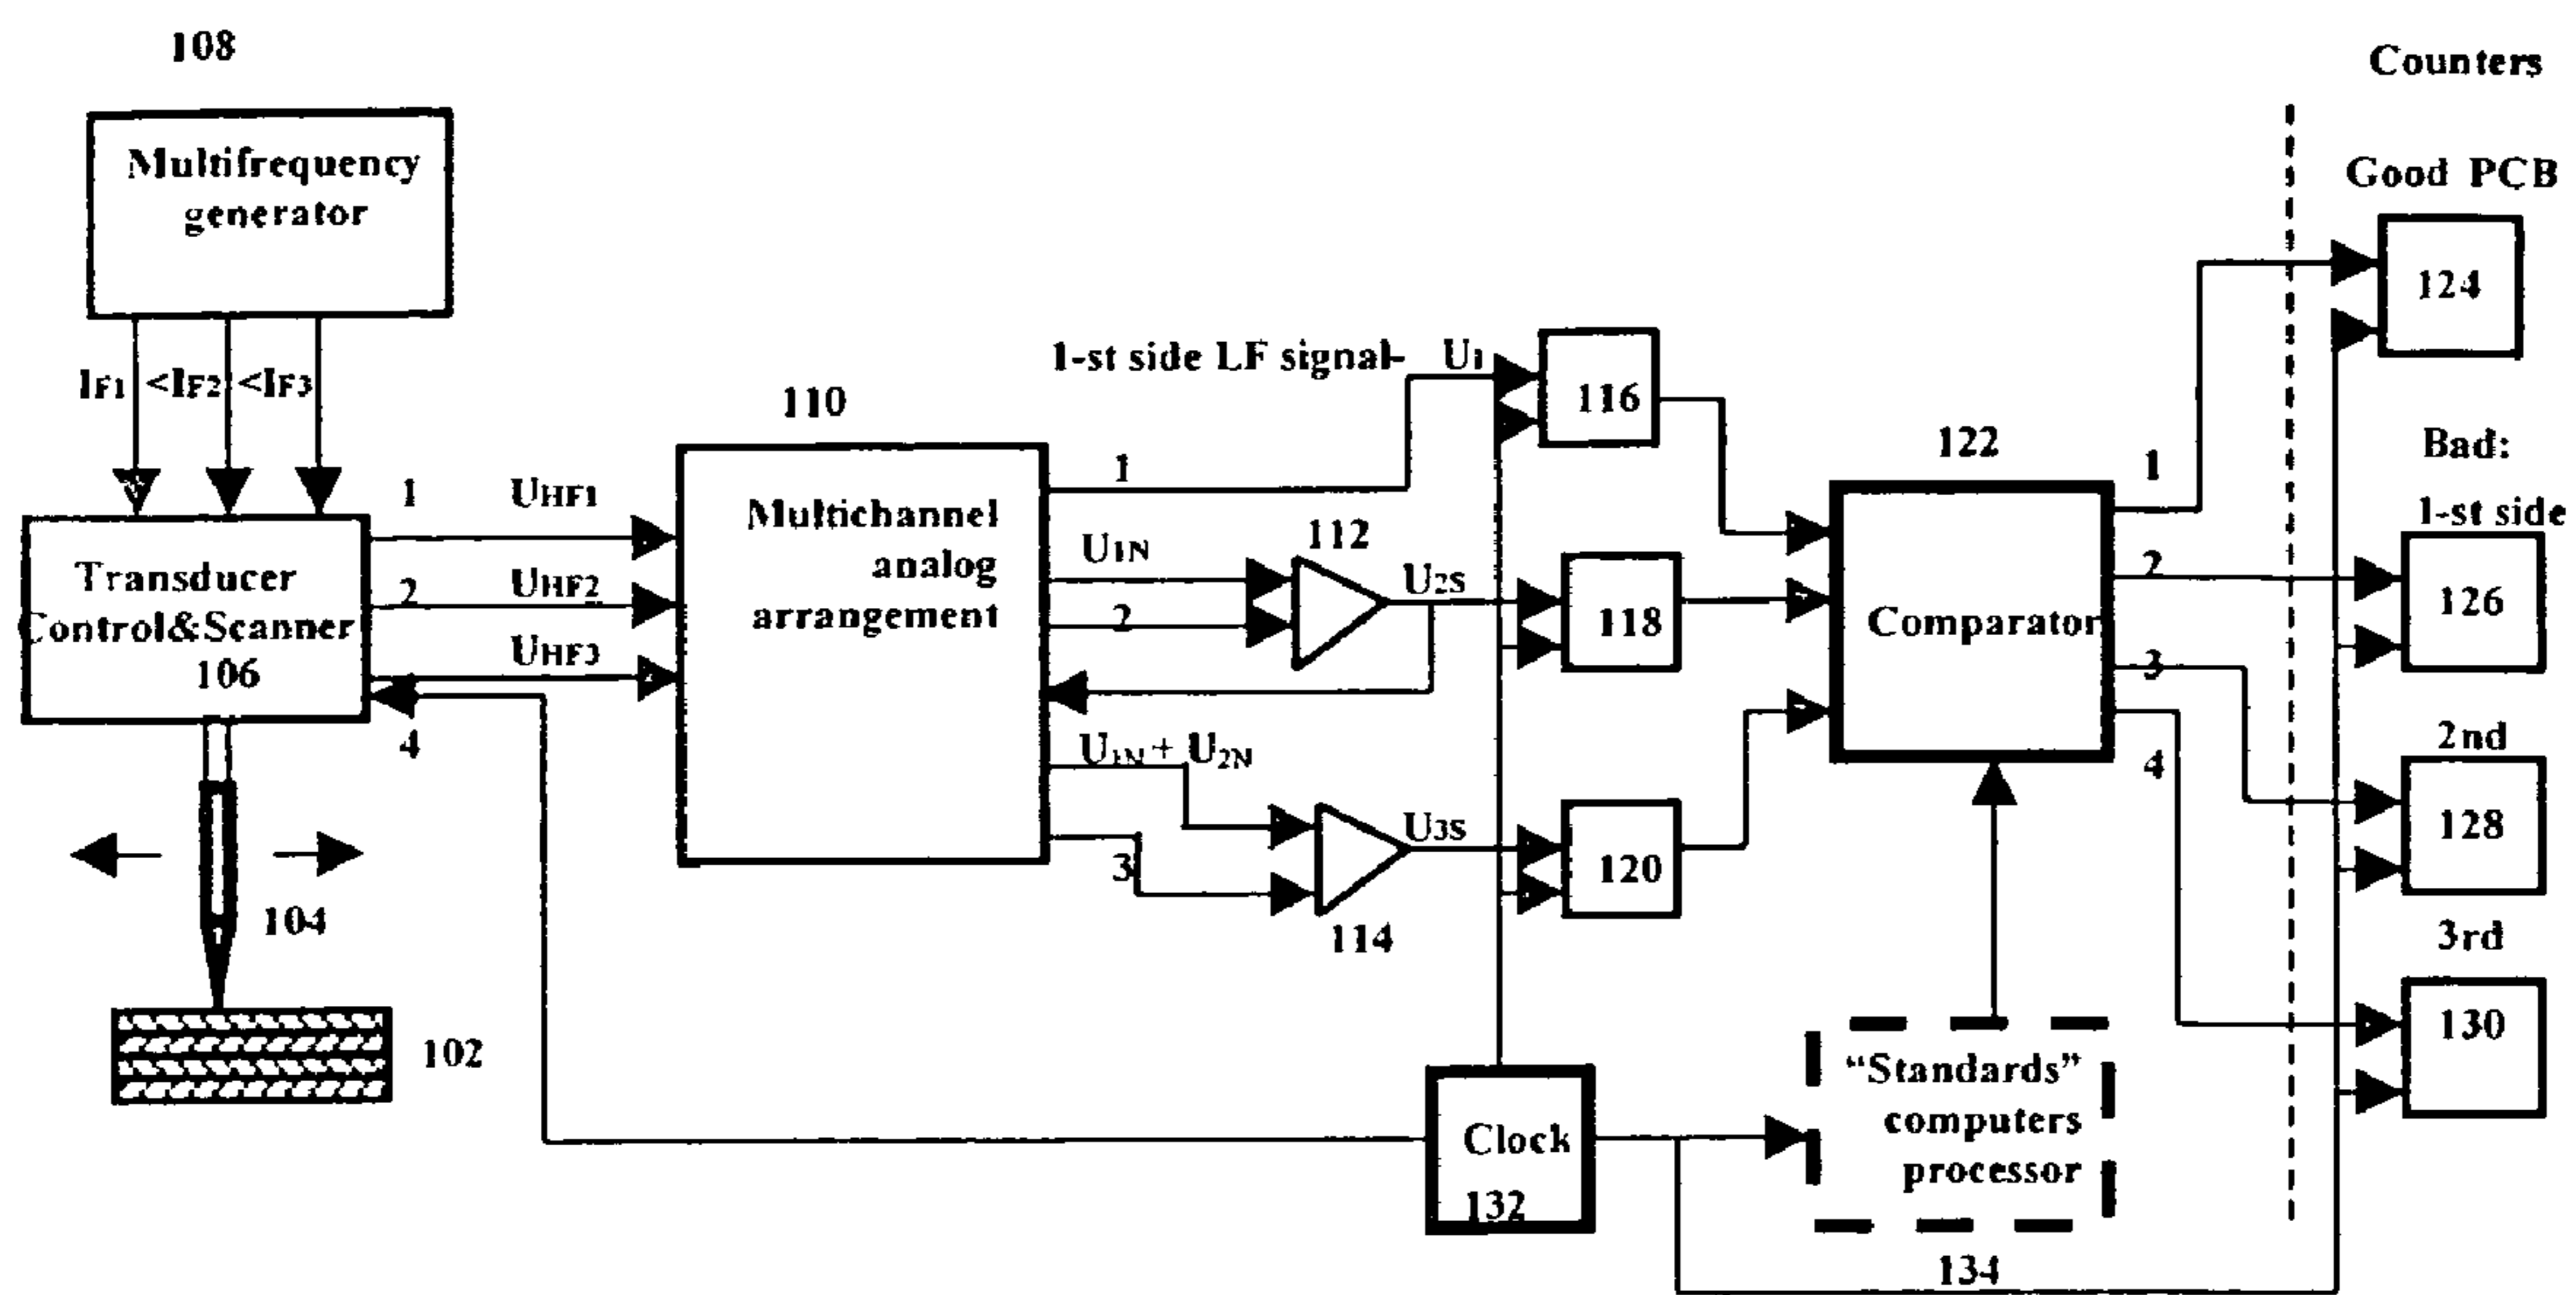 108
Multifrequency
generator
IF1 <IF2 <IF3
Transducer
Control&Scanner
106
1 UHF1
2 UHF2
UHF3
4
104
102
110
Multichannel
analog
arrangement
1-st side LF signal- U1
1
U1N
2
112
U2S
U1N + U2N
3
114
U3S
116
118
120
122
Comparator
1
2
3
4
Clock
132
“Standards”
computers
processor
134
Counters
Good PCB
124
Bad:
1-st side
126
2nd
128
3rd
130